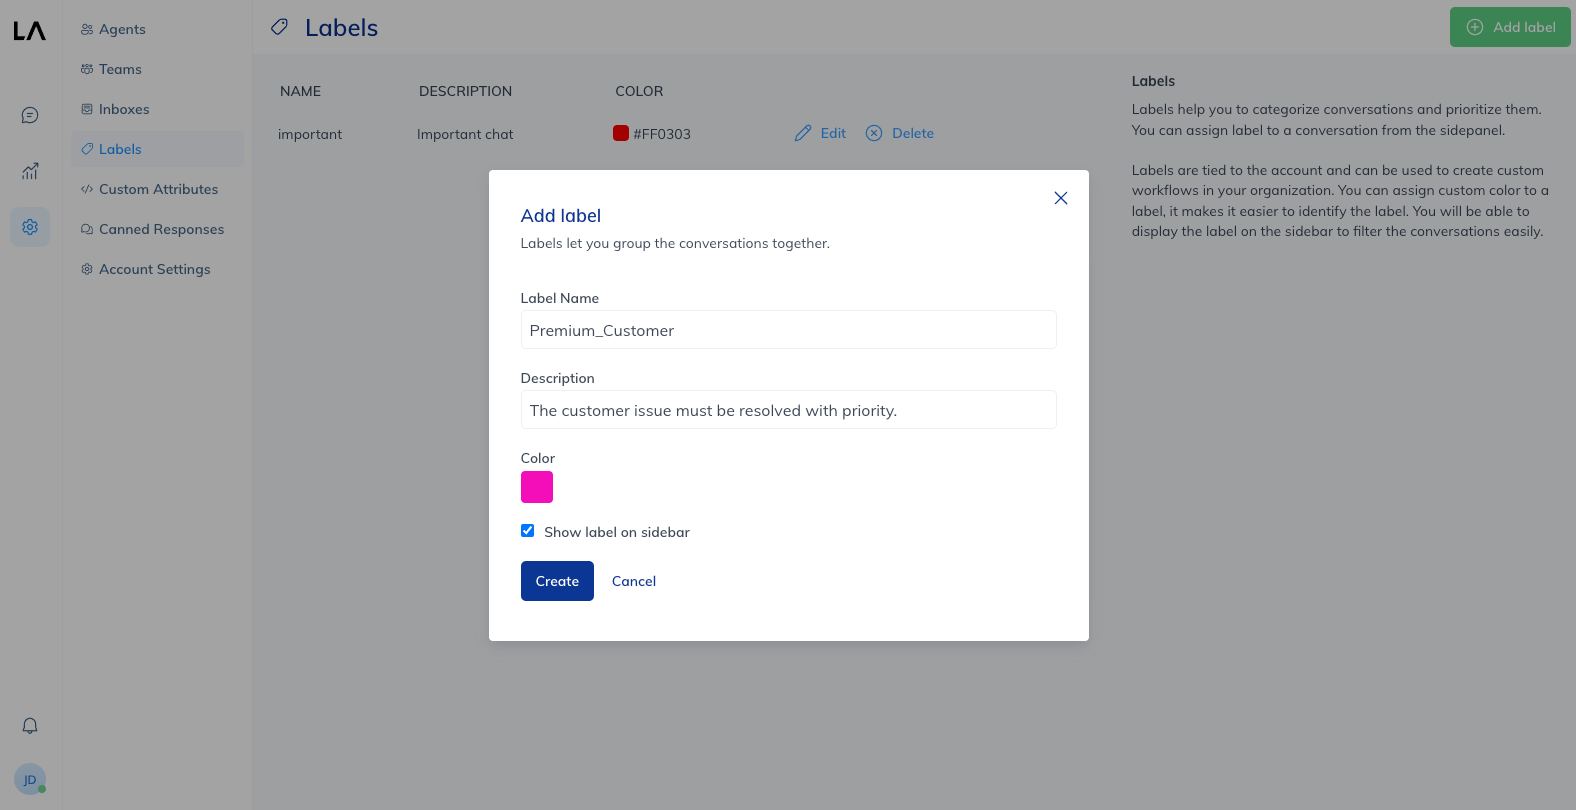 LA
Agents
Teams
Inboxes
Labels
Custom Attributes
Canned Responses
Account Settings
JD
Labels
Add label
NAME DESCRIPTION COLOR
important Important chat #FF0303 Edit Delete
Labels
Labels help you to categorize conversations and prioritize them.
You can assign label to a conversation from the sidepanel.
Labels are tied to the account and can be used to create custom
workflows in your organization. You can assign custom color to a
label, it makes it easier to identify the label. You will be able to
display the label on the sidebar to filter the conversations easily.
Add label
Labels let you group the conversations together.
Label Name
Premium_Customer
Description
The customer issue must be resolved with priority.
Color
Show label on sidebar
Create Cancel